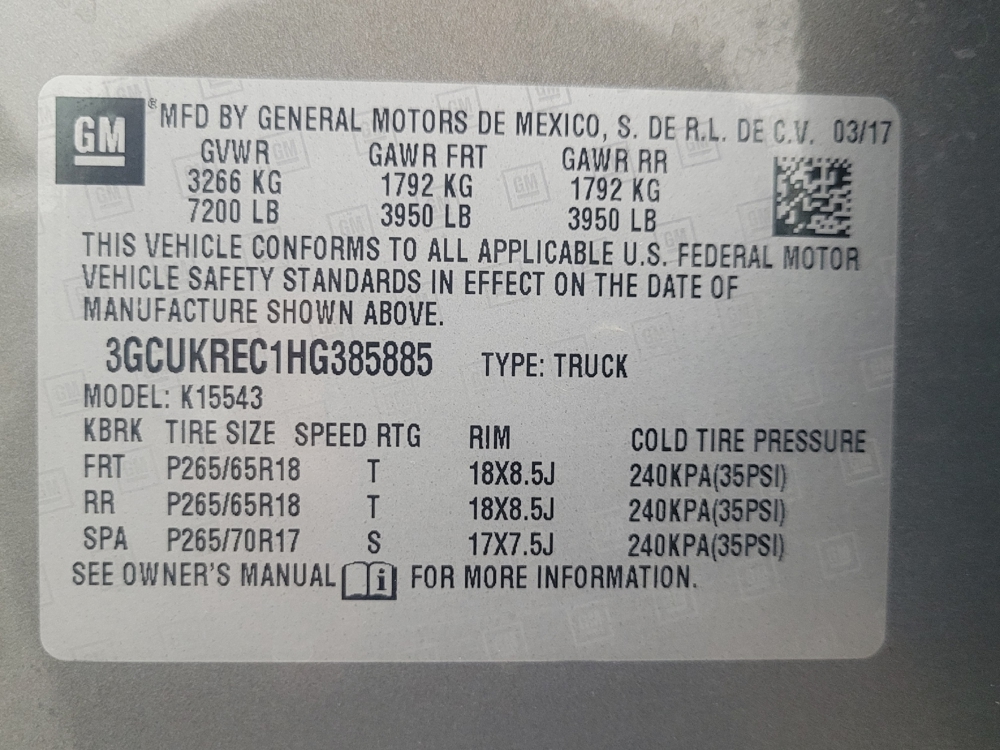 GM
®MFD BY GENERAL MOTORS DE MEXICO, S. DE R.L. DE C.V. 03/17
GVWR GAWR FRT GAWR RR
3266 KG 1792 KG 1792 KG
7200 LB 3950 LB 3950 LB
THIS VEHICLE CONFORMS TO ALL APPLICABLE U.S. FEDERAL MOTOR
VEHICLE SAFETY STANDARDS IN EFFECT ON THE DATE OF
MANUFACTURE SHOWN ABOVE.
3GCUKREC1HG385885 TYPE: TRUCK
MODEL: K15543
KBRK TIRE SIZE SPEED RTG RIM COLD TIRE PRESSURE
FRT P265/65R18 T 18X8.5J 240KPA(35PSI)
RR P265/65R18 T 18X8.5J 240KPA(35PSI)
SPA P265/70R17 S 17X7.5J 240KPA(35PSI)
SEE OWNER'S MANUAL i FOR MORE INFORMATION.